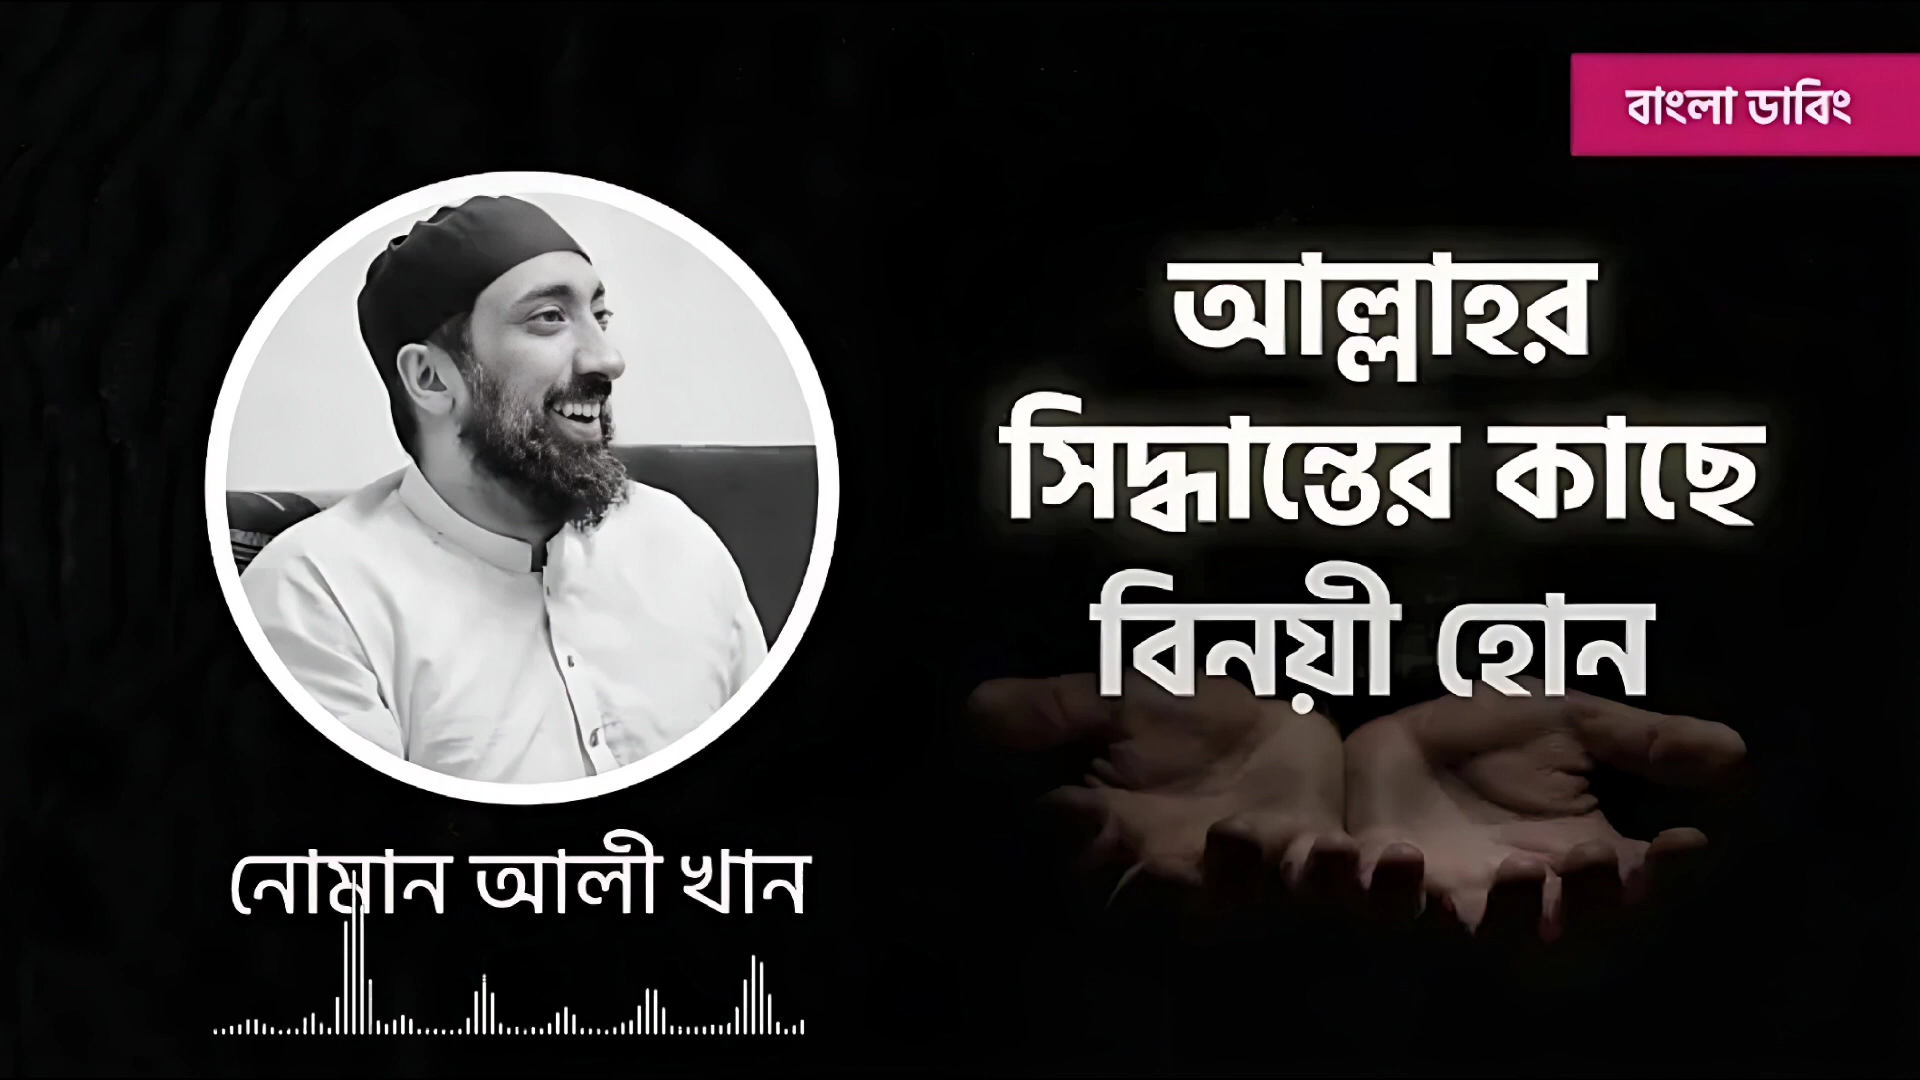 বাংলা ডাবিং
আল্লাহর
সিদ্ধান্তের কাছে
বিনয়ী হোন
নোমান আলী খান